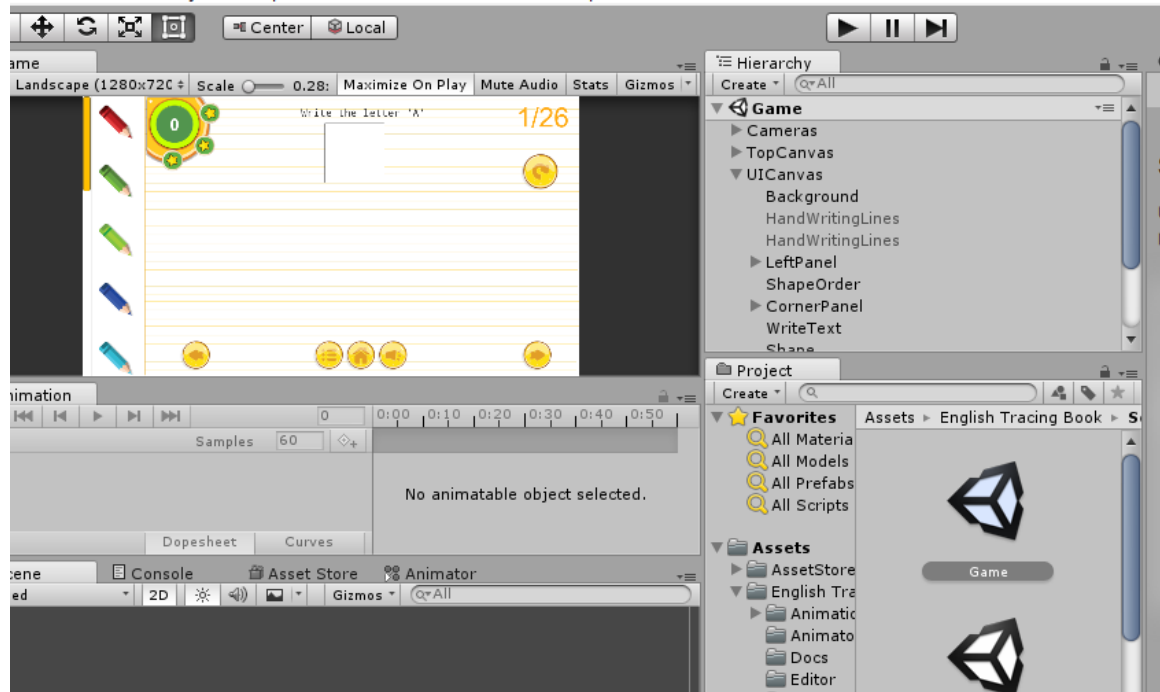 Center Local
ame
Landscape (1280x720 Scale 0.28: Maximize On Play Mute Audio Stats Gizmos
0
Write the letter 'A'
1/26
Hierarchy
Create All
Game
Cameras
TopCanvas
UICanvas
Background
HandWritingLines
HandWritingLines
LeftPanel
ShapeOrder
CornerPanel
WriteText
Shape
nimation
0 0:00 0:10 0:20 0:30 0:40 0:50
Samples 60
No animatable object selected.
Dopesheet Curves
Project
Create
Favorites
All Materia
All Models
All Prefabs
All Scripts
Assets
AssetStore
English Tra
Animatio
Animato
Docs
Editor
Assets English Tracing Book Se
Game
cene Console Asset Store Animator
ed 2D Gizmos All